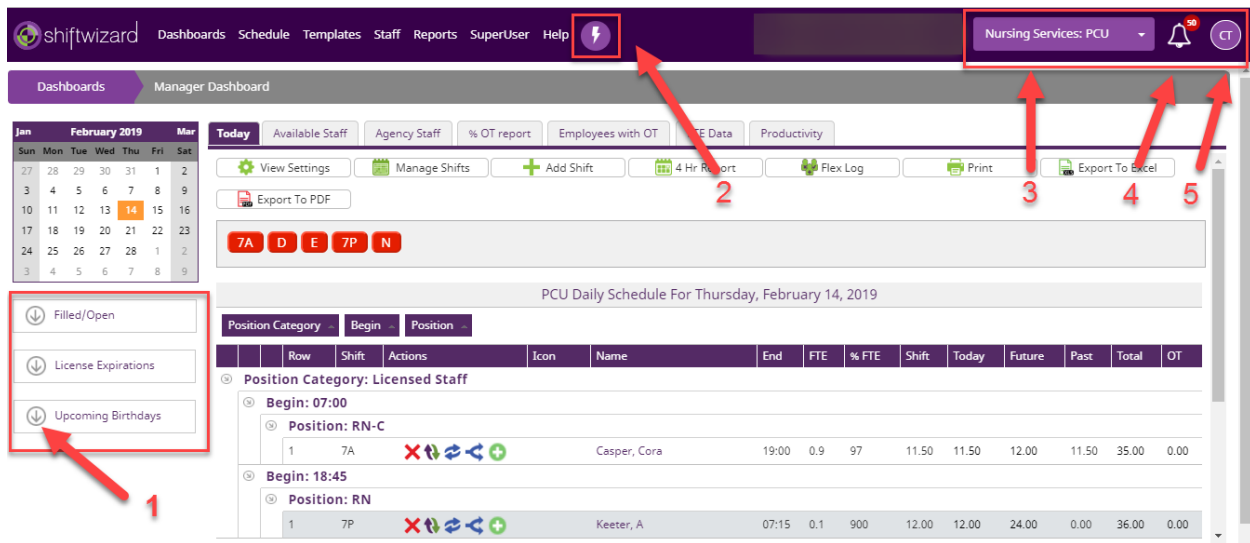 shiftwizard Dashboards Schedule Templates Staff Reports SuperUser Help Nursing Services: PCU 50 CT
Dashboards Manager Dashboard
Jan February 2019 Mar
Sun Mon Tue Wed Thu Fri Sat
27 28 29 30 31 1 2
3 4 5 6 7 8 9
10 11 12 13 14 15 16
17 18 19 20 21 22 23
24 25 26 27 28 1 2
3 4 5 6 7 8 9
Filled/Open
License Expirations
Upcoming Birthdays
1
Today Available Staff Agency Staff % OT report Employees with OT Data Productivity
View Settings Manage Shifts Add Shift 4 Hr Report Flex Log Print Export To Excel
2 3 4 5
Export To PDF
7A D E 7P N
PCU Daily Schedule For Thursday, February 14, 2019
Position Category Begin Position
Row Shift Actions Icon Name End FTE % FTE Shift Today Future Past Total OT
Position Category: Licensed Staff
Begin: 07:00
Position: RN-C
1 7A Casper, Cora 19:00 0.9 97 11.50 11.50 12.00 11.50 35.00 0.00
Begin: 18:45
Position: RN
1 7P Keeter, A 07:15 0.1 900 12.00 12.00 24.00 0.00 36.00 0.00